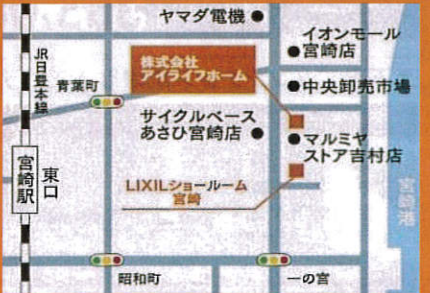 ヤマダ電機
イオンモール
宮崎店
株式会社
アイライフホーム
JR日豊本線
青葉町
中央卸売市場
サイクルベース
あさひ宮崎店
マルミヤ
ストア吉村店
宮崎駅
東口
LIXILショールーム
宮崎
宮崎港
昭和町
一の宮